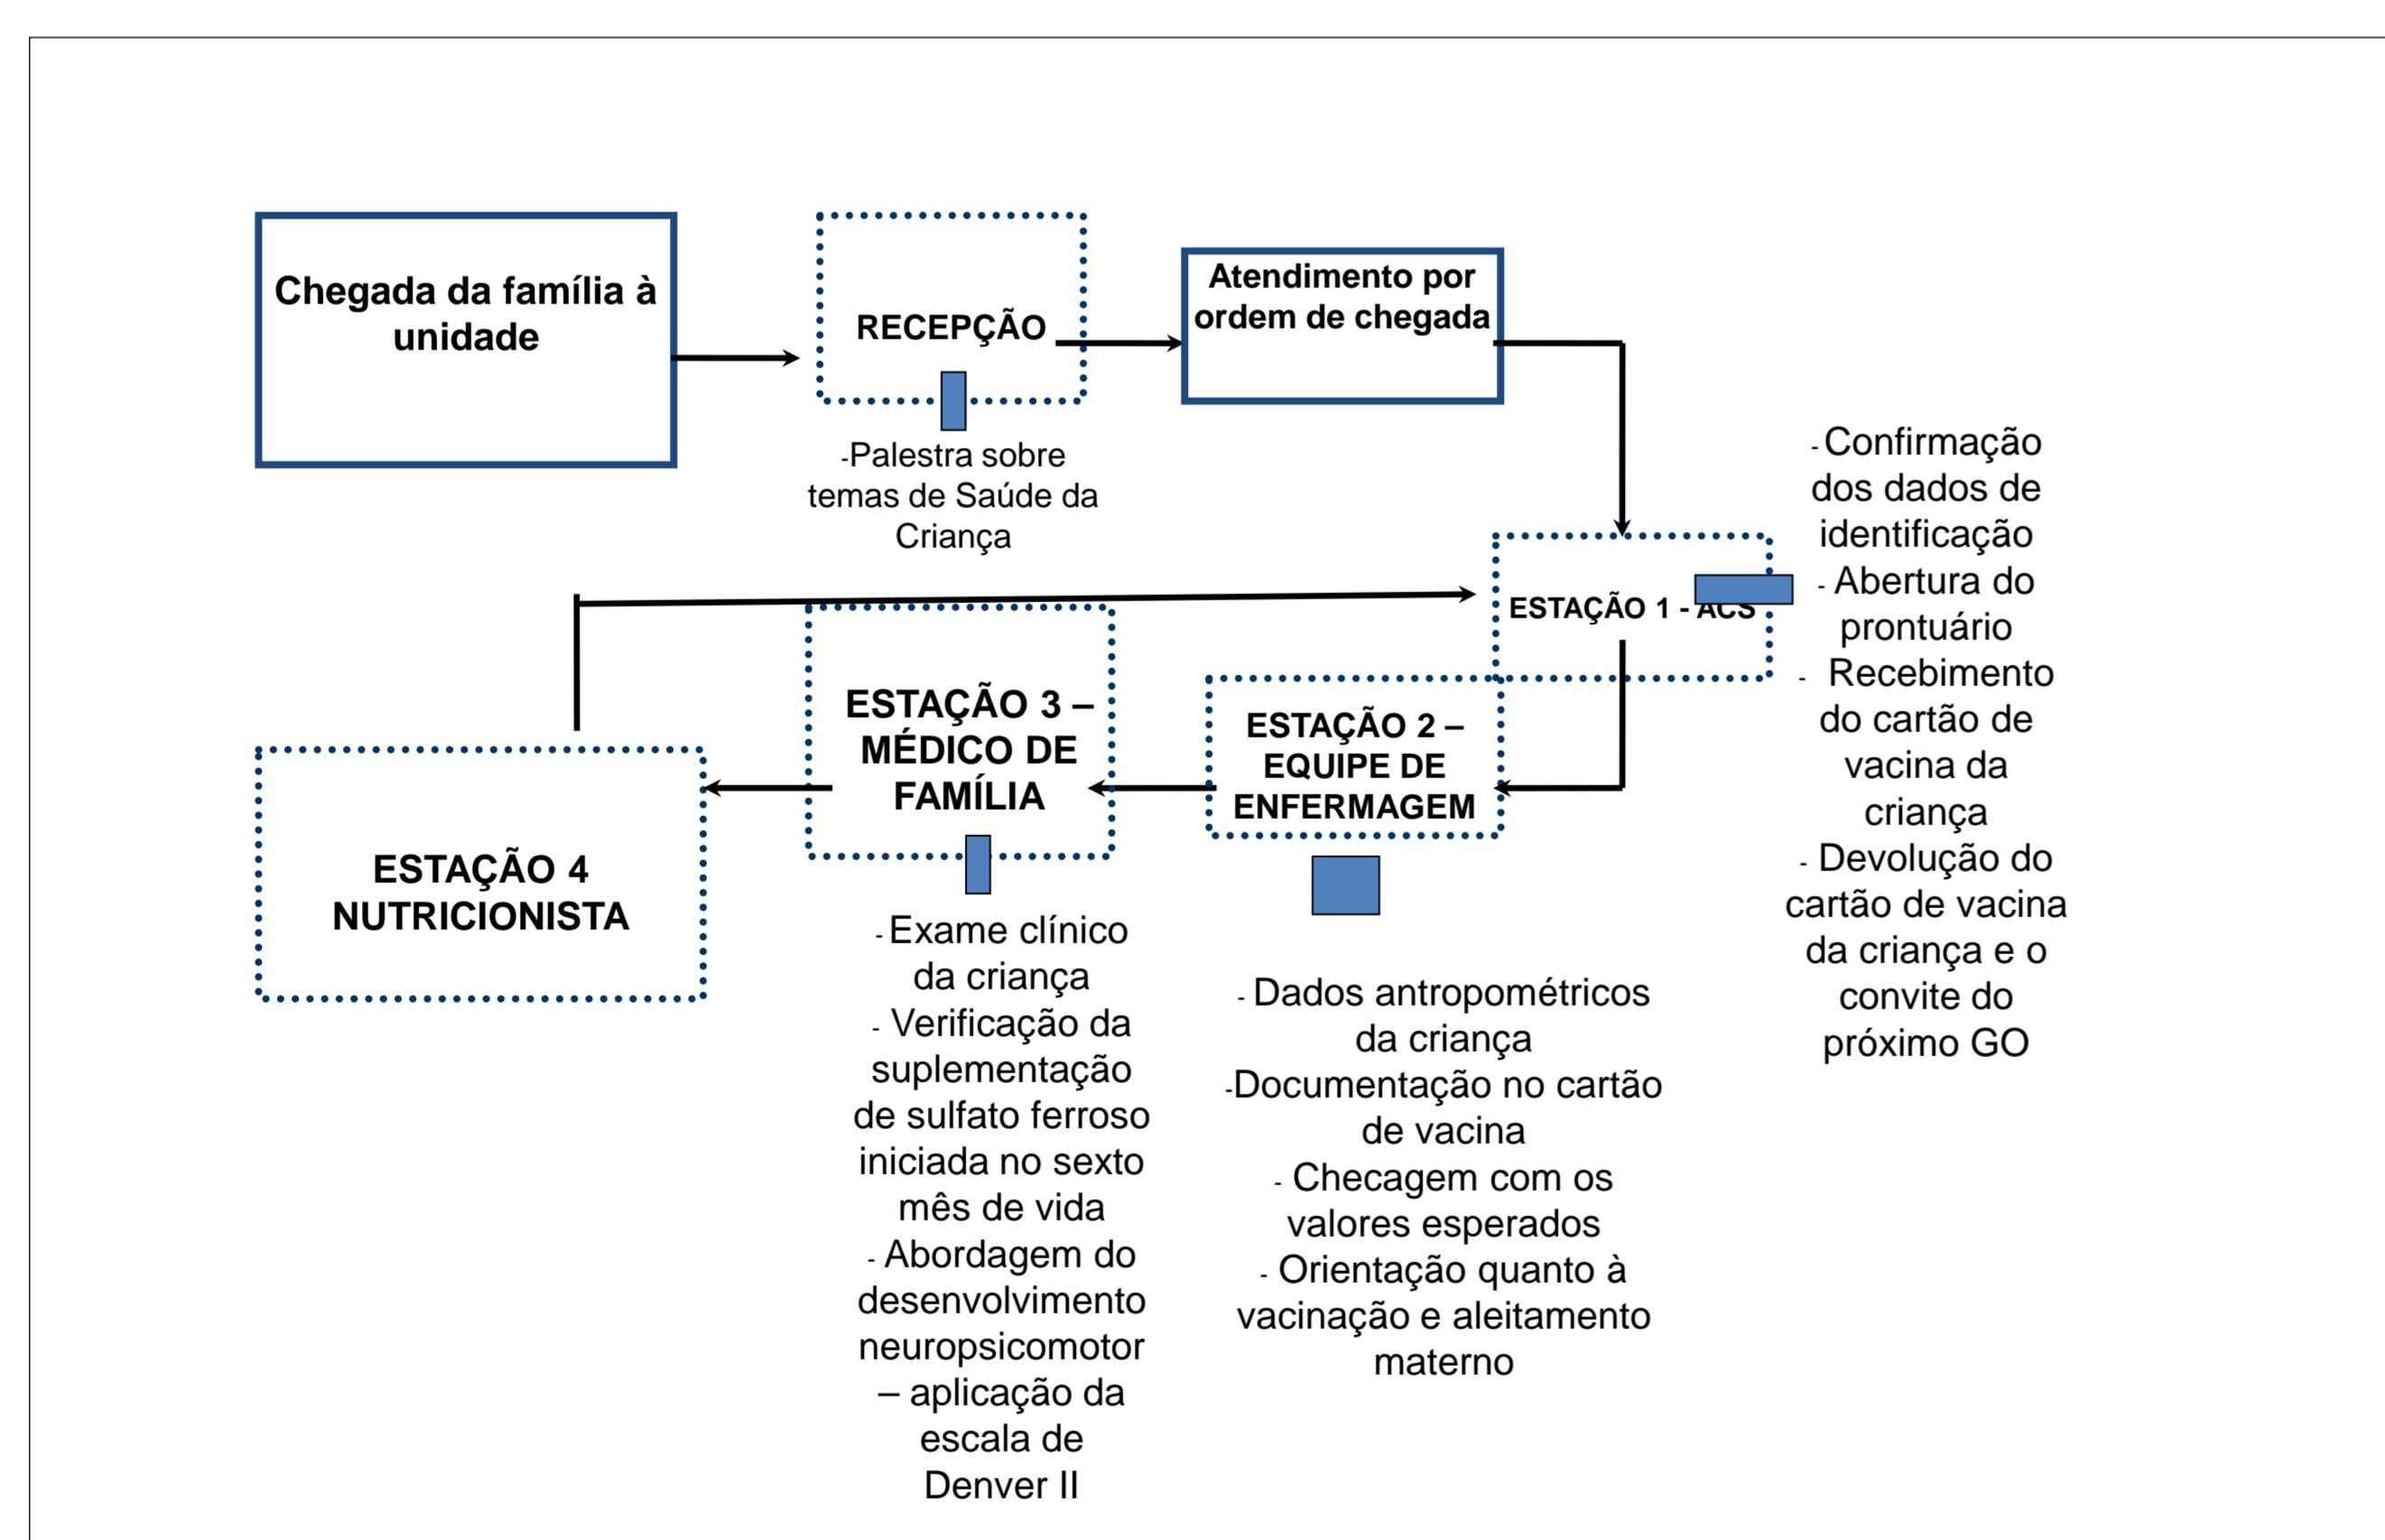 Chegada da família à
unidade
RECEPÇÃO
-Palestra sobre
temas de Saúde da
Criança
Atendimento por
ordem de chegada
ESTAÇÃO 1 - ACS
- Confirmação
dos dados de
identificação
- Abertura do
prontuário
- Recebimento
do cartão de
vacina da
criança
- Devolução do
cartão de vacina
da criança e o
convite do
próximo GO
ESTAÇÃO 2 –
EQUIPE DE
ENFERMAGEM
- Dados antropométricos
da criança
-Documentação no cartão
de vacina
- Checagem com os
valores esperados
- Orientação quanto à
vacinação e aleitamento
materno
ESTAÇÃO 3 –
MÉDICO DE
FAMÍLIA
- Exame clínico
da criança
- Verificação da
suplementação
de sulfato ferroso
iniciada no sexto
mês de vida
- Abordagem do
desenvolvimento
neuropsicomotor
– aplicação da
escala de
Denver II
ESTAÇÃO 4
NUTRICIONISTA